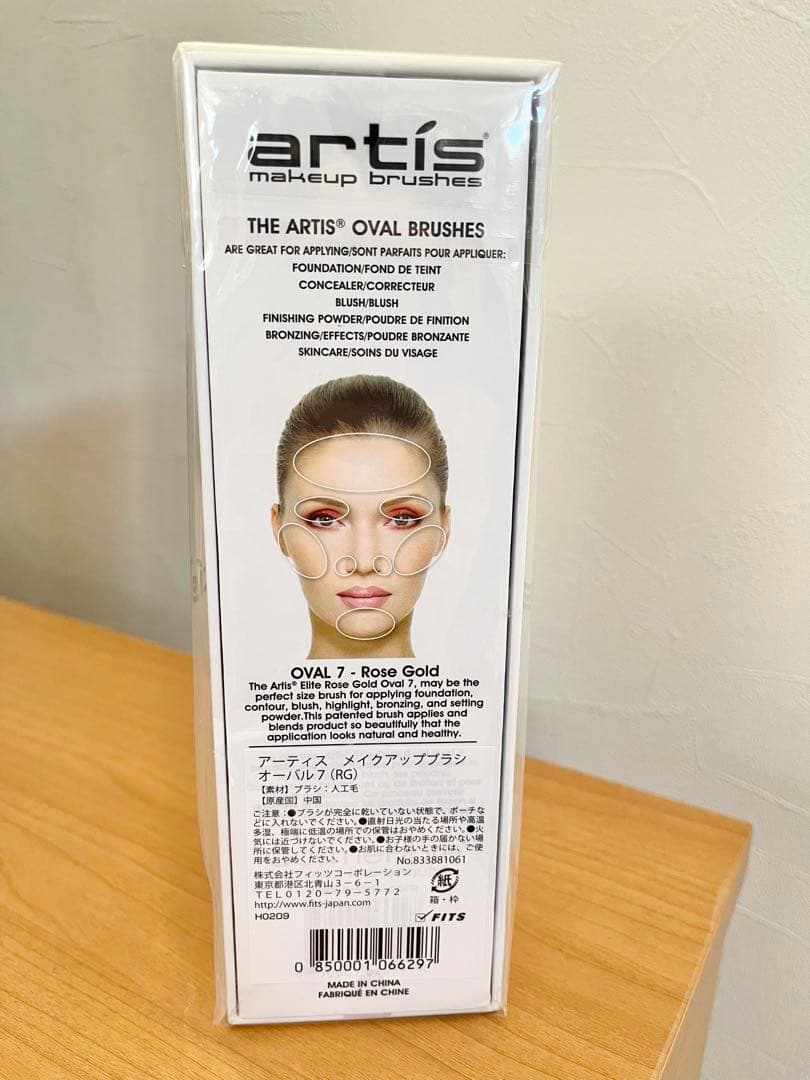 artís®
makeup brushes
THE ARTIS® OVAL BRUSHES
ARE GREAT FOR APPLYING/SONT PARFAITS POUR APPLIQUER:
FOUNDATION/FOND DE TEINT
CONCEALER/CORRECTEUR
BLUSH/BLUSH
FINISHING POWDER/POUDRE DE FINITION
BRONZING/EFFECTS/POUDRE BRONZANTE
SKINCARE/SOINS DU VISAGE
OVAL 7 - Rose Gold
The Artis® Elite Rose Gold Oval 7, may be the
perfect size brush for applying foundation,
contour, blush, highlight, bronzing, and setting
powder.This patented brush applies and
blends product so beautifully that the
application looks natural and healthy.
アーティス メイクアップブラシ
オーバル7(RG)
【素材】ブラシ:人工毛
【原産国】中国
ご注意:●ブラシが完全に乾いていない状態で、ポーチな
どに入れないでください。●直射日光の当たる場所や高温
多湿、極端に低温の場所での保管はおやめください。●火
気には近づけないでください。●お子様の手の届かない場
所に保管してください。●お肌に合わないときには、ご使
用をおやめください。
No.833881061
株式会社フィッツコーポレーション
東京都港区北青山3-6-1
TEL0120-79-5772
http://www.fits-japan.com
H0209
紙
箱・枠
FITS
0 850001 066297
MADE IN CHINA
FABRIQUÉ EN CHINE